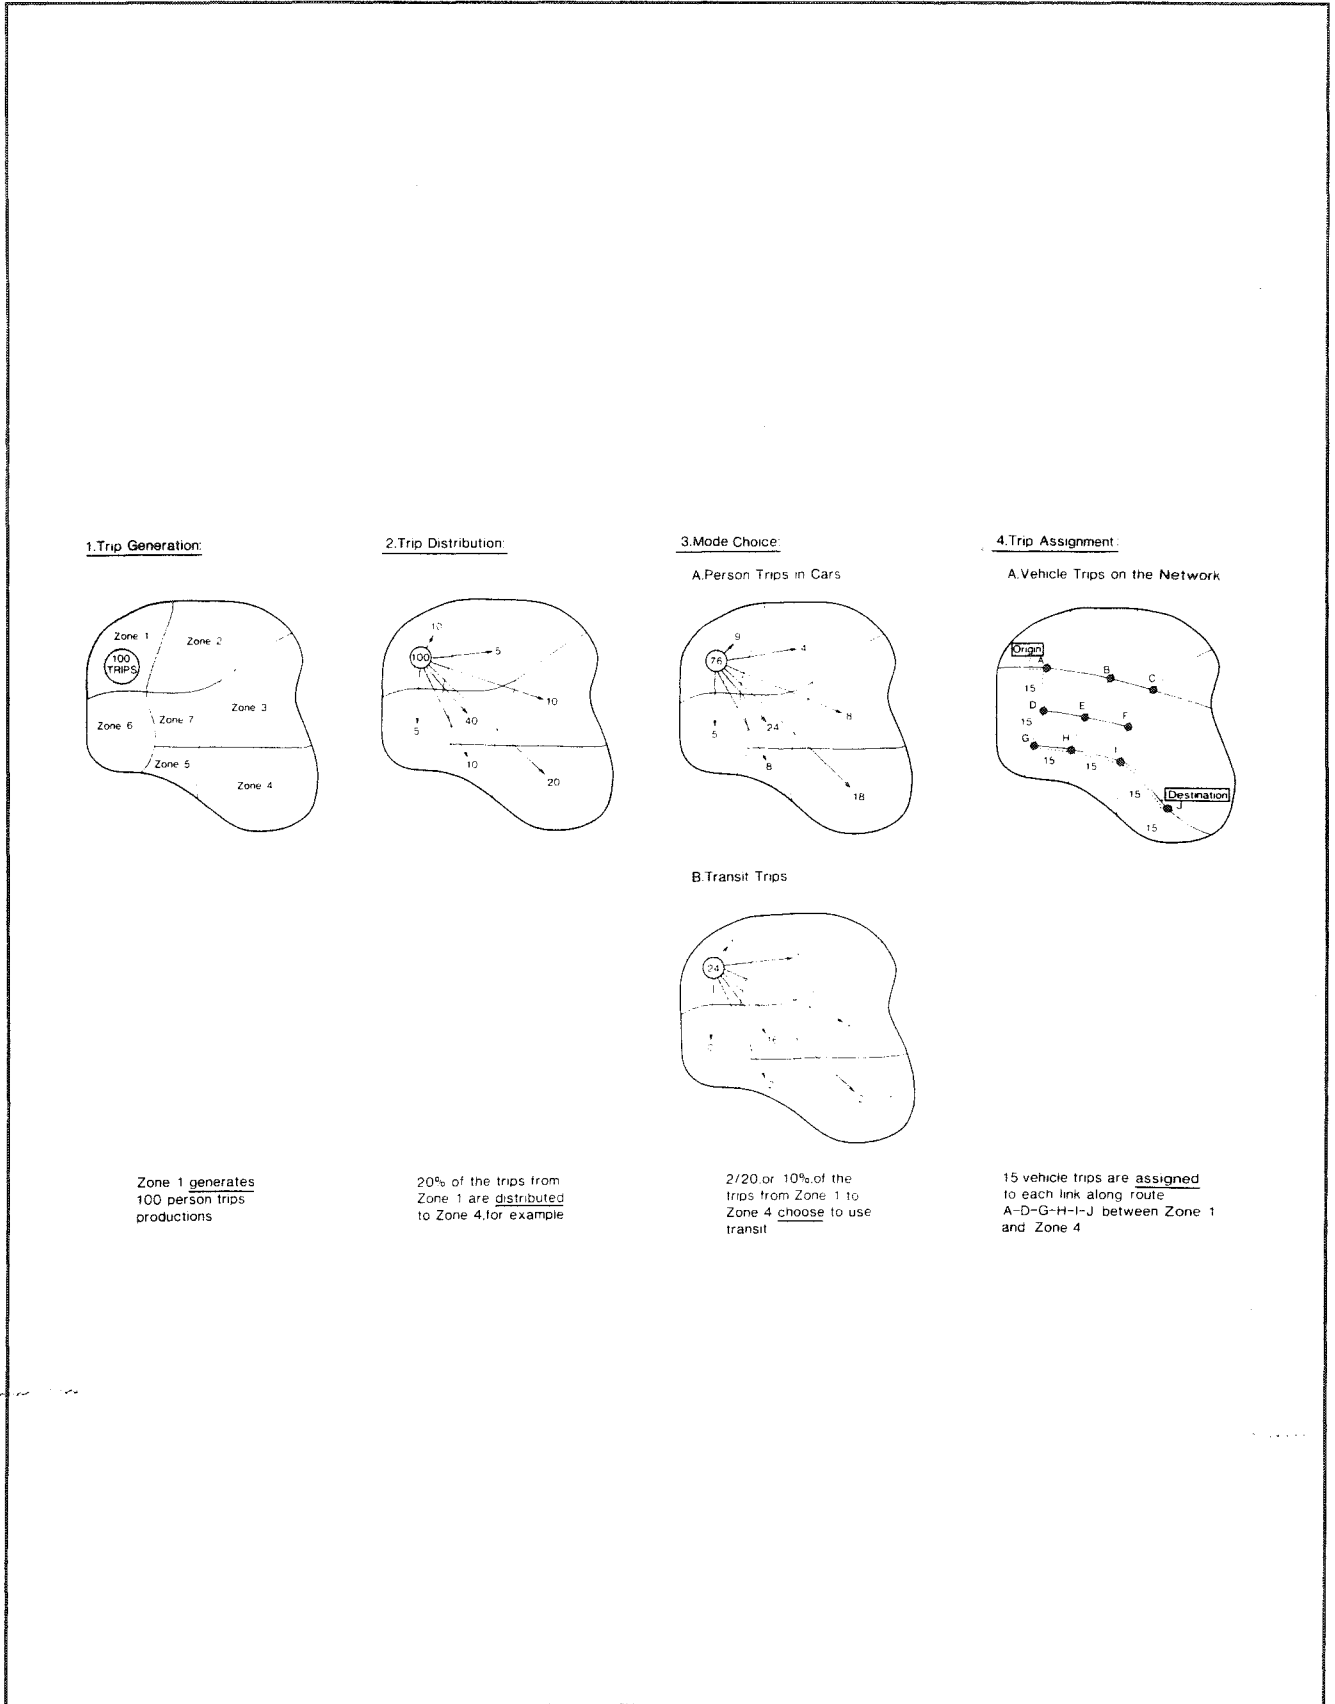 1.Trip Generation:
Zone 1
100
TRIPS
Zone 2
Zone 3
Zone 6
Zone 7
Zone 5
Zone 4
Zone 1 generates
100 person trips
productions
2.Trip Distribution:
10
100
5
10
40
5
10
20
20% of the trips from
Zone 1 are distributed
to Zone 4,for example
3.Mode Choice:
A.Person Trips in Cars
9
76
4
8
24
5
8
18
B.Transit Trips
24
16
2
2
2/20,or 10%,of the
trips from Zone 1 to
Zone 4 choose to use
transit
4.Trip Assignment:
A.Vehicle Trips on the Network
Origin
A
B
C
15
D
E
F
15
G
H
I
15
15
15
Destination
J
15
15 vehicle trips are assigned
to each link along route
A-D-G-H-I-J between Zone 1
and Zone 4